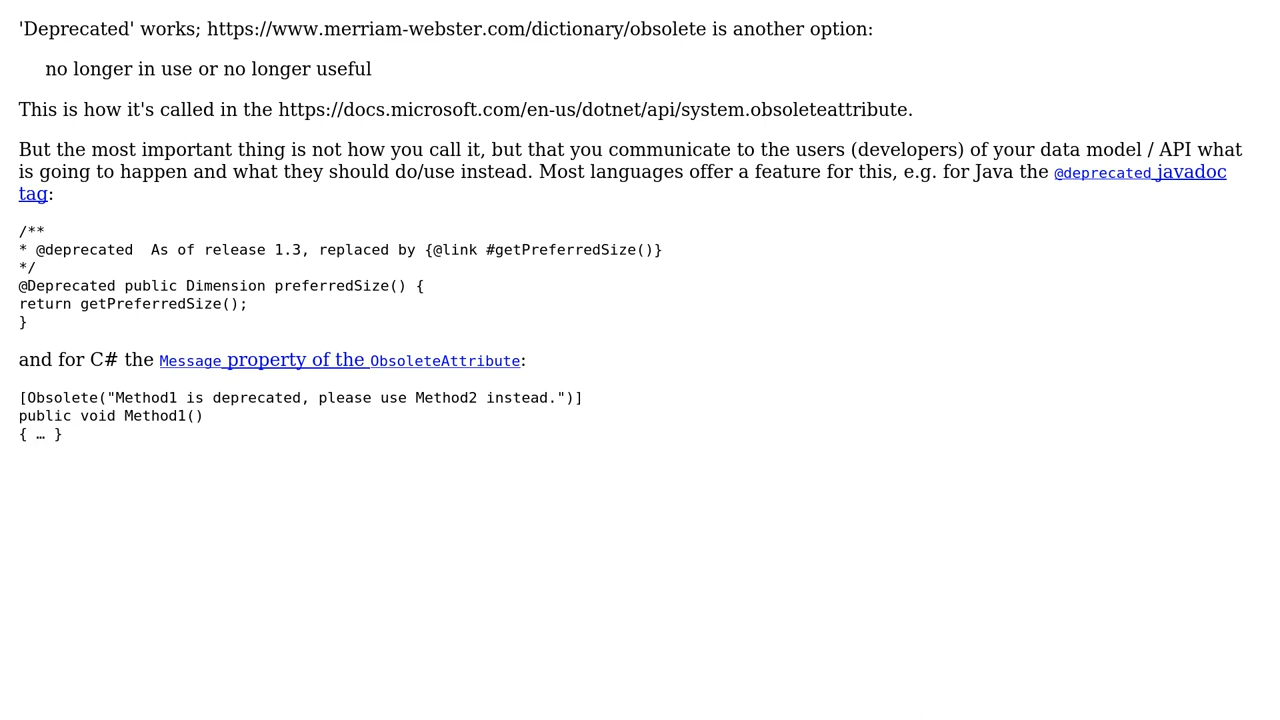 'Deprecated' works; https://www.merriam-webster.com/dictionary/obsolete is another option:
no longer in use or no longer useful
This is how it's called in the https://docs.microsoft.com/en-us/dotnet/api/system.obsoleteattribute.
But the most important thing is not how you call it, but that you communicate to the users (developers) of your data model / API what
is going to happen and what they should do/use instead. Most languages offer a feature for this, e.g. for Java the @deprecated javadoc
tag:
/**
* @deprecated  As of release 1.3, replaced by {@link #getPreferredSize()}
*/
@Deprecated public Dimension preferredSize() {
return getPreferredSize();
}
and for C# the Message property of the ObsoleteAttribute:
[Obsolete("Method1 is deprecated, please use Method2 instead.")]
public void Method1()
{ … }